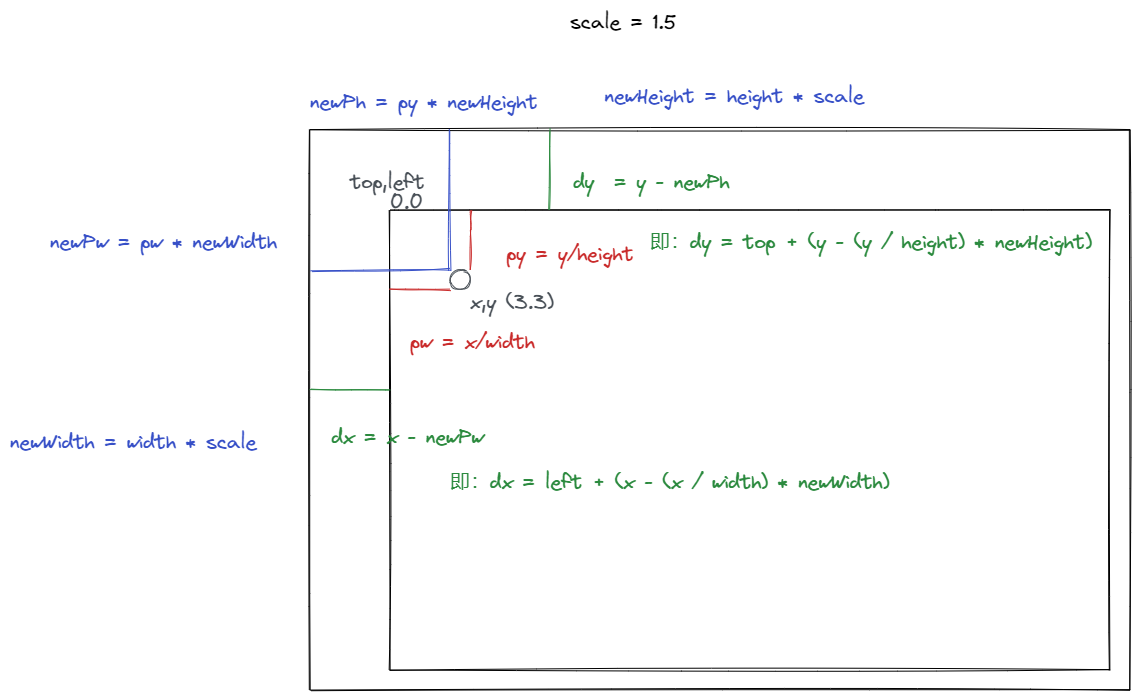 scale = 1.5
newPh = py * newHeight
newHeight = height * scale
top,left
0.0
dy = y - newPh
newPw = pw * newWidth
py = y/height
即：dy = top + (y - (y / height) * newHeight)
x,y (3.3)
pw = x/width
newWidth = width * scale
dx = x - newPw
即：dx = left + (x - (x / width) * newWidth)